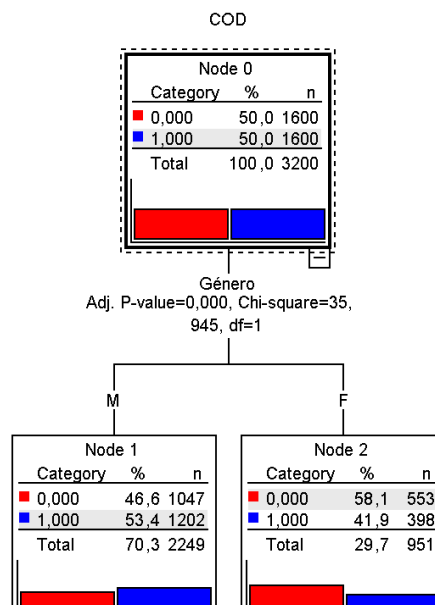 COD
Node 0
Category % n
0,000 50,0 1600
1,000 50,0 1600
Total 100,0 3200
Género
Adj. P-value=0,000, Chi-square=35,
945, df=1
M F
Node 1
Category % n
0,000 46,6 1047
1,000 53,4 1202
Total 70,3 2249
Node 2
Category % n
0,000 58,1 553
1,000 41,9 398
Total 29,7 951